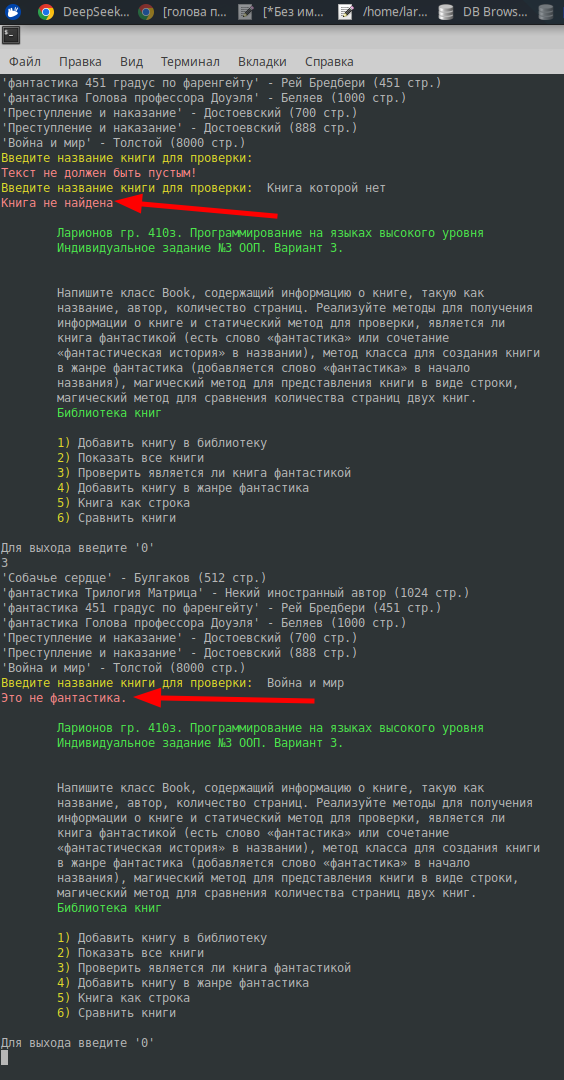 DeepSeek...
[голова п...
[*Без им...
/home/lar...
DB Brows...
Файл Правка Вид Терминал Вкладки Справка
'фантастика 451 градус по фаренгейту' - Рей Бредбери (451 стр.)
'фантастика Голова профессора Доуэля' - Беляев (1000 стр.)
'Преступление и наказание' - Достоевский (700 стр.)
'Преступление и наказание' - Достоевский (888 стр.)
'Война и мир' - Толстой (8000 стр.)
Введите название книги для проверки:
Текст не должен быть пустым!
Введите название книги для проверки: Книга которой нет
Книга не найдена
Ларионов гр. 410з. Программирование на языках высокого уровня
Индивидуальное задание №3 ООП. Вариант 3.
Напишите класс Book, содержащий информацию о книге, такую как
название, автор, количество страниц. Реализуйте методы для получения
информации о книге и статический метод для проверки, является ли
книга фантастикой (есть слово «фантастика» или сочетание
«фантастическая история» в названии), метод класса для создания книги
в жанре фантастика (добавляется слово «фантастика» в начало
названия), магический метод для представления книги в виде строки,
магический метод для сравнения количества страниц двух книг.
Библиотека книг
1) Добавить книгу в библиотеку
2) Показать все книги
3) Проверить является ли книга фантастикой
4) Добавить книгу в жанре фантастика
5) Книга как строка
6) Сравнить книги
Для выхода введите '0'
3
'Собачье сердце' - Булгаков (512 стр.)
'фантастика Трилогия Матрица' - Некий иностранный автор (1024 стр.)
'фантастика 451 градус по фаренгейту' - Рей Бредбери (451 стр.)
'фантастика Голова профессора Доуэля' - Беляев (1000 стр.)
'Преступление и наказание' - Достоевский (700 стр.)
'Преступление и наказание' - Достоевский (888 стр.)
'Война и мир' - Толстой (8000 стр.)
Введите название книги для проверки: Война и мир
Это не фантастика.
Ларионов гр. 410з. Программирование на языках высокого уровня
Индивидуальное задание №3 ООП. Вариант 3.
Напишите класс Book, содержащий информацию о книге, такую как
название, автор, количество страниц. Реализуйте методы для получения
информации о книге и статический метод для проверки, является ли
книга фантастикой (есть слово «фантастика» или сочетание
«фантастическая история» в названии), метод класса для создания книги
в жанре фантастика (добавляется слово «фантастика» в начало
названия), магический метод для представления книги в виде строки,
магический метод для сравнения количества страниц двух книг.
Библиотека книг
1) Добавить книгу в библиотеку
2) Показать все книги
3) Проверить является ли книга фантастикой
4) Добавить книгу в жанре фантастика
5) Книга как строка
6) Сравнить книги
Для выхода введите '0'